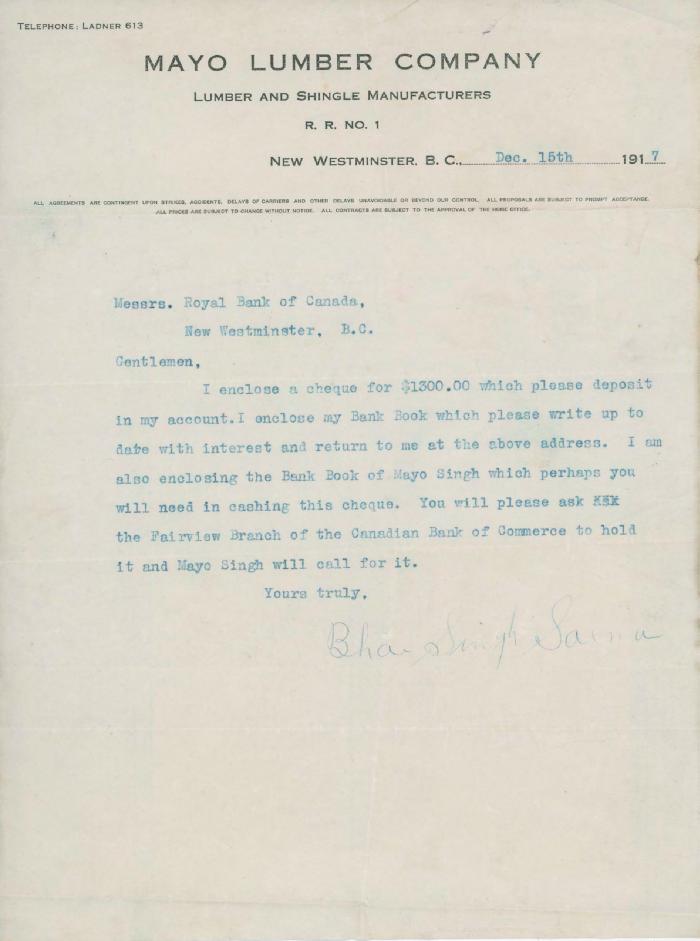 TELEPHONE: LADNER 613
MAYO LUMBER COMPANY
LUMBER AND SHINGLE MANUFACTURERS
R. R. NO. 1
NEW WESTMINSTER, B. C., Dec. 15th 1917
ALL AGREEMENTS ARE CONTINGENT UPON STRIKES, ACCIDENTS, DELAYS OF CARRIERS AND OTHER DELAYS UNAVOIDABLE OR BEYOND OUR CONTROL. ALL PROPOSALS ARE SUBJECT TO PROMPT ACCEPTANCE.
ALL PRICES ARE SUBJECT TO CHANGE WITHOUT NOTICE. ALL CONTRACTS ARE SUBJECT TO THE APPROVAL OF THE HOME OFFICE.
Messrs. Royal Bank of Canada,
New Westminster, B.C.
Gentlemen,
I enclose a cheque for $1300.00 which please deposit
in my account. I enclose my Bank Book which please write up to
date with interest and return to me at the above address. I am
also enclosing the Bank Book of Mayo Singh which perhaps you
will need in cashing this cheque. You will please ask
the Fairview Branch of the Canadian Bank of Commerce to hold
it and Mayo Singh will call for it.
Yours truly,
Singh